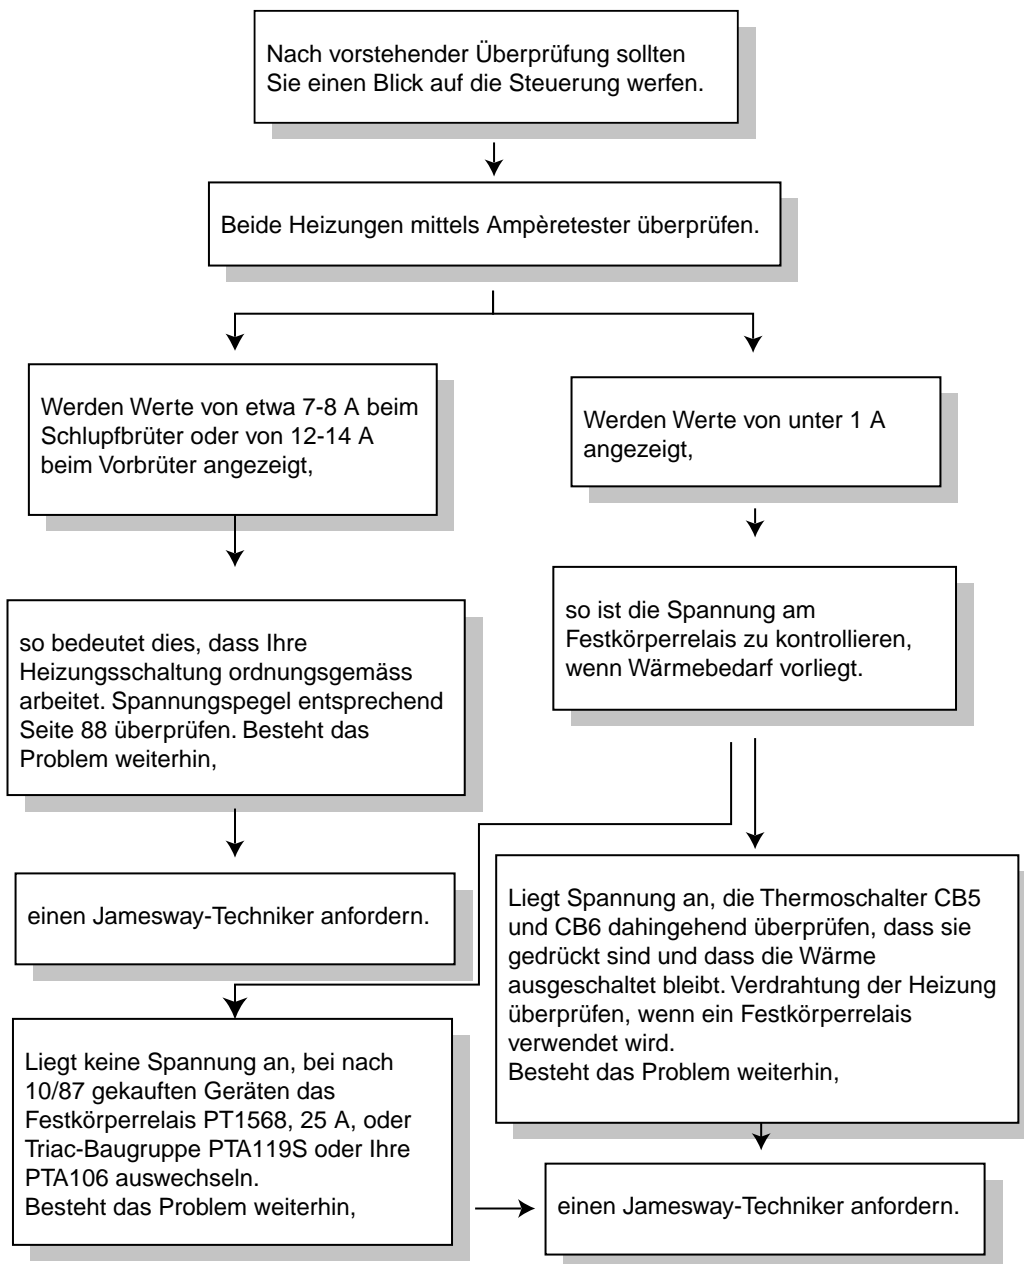 Nach vorstehender Überprüfung sollten
Sie einen Blick auf die Steuerung werfen.
Beide Heizungen mittels Ampèretester überprüfen.
Werden Werte von etwa 7-8 A beim
Schlupfbrüter oder von 12-14 A
beim Vorbrüter angezeigt,
Werden Werte von unter 1 A
angezeigt,
so bedeutet dies, dass Ihre
Heizungsschaltung ordnungsgemäss
arbeitet. Spannungspegel entsprechend
Seite 88 überprüfen. Besteht das
Problem weiterhin,
so ist die Spannung am
Festkörperrelais zu kontrollieren,
wenn Wärmebedarf vorliegt.
einen Jamesway-Techniker anfordern.
Liegt Spannung an, die Thermoschalter CB5
und CB6 dahingehend überprüfen, dass sie
gedrückt sind und dass die Wärme
ausgeschaltet bleibt. Verdrahtung der Heizung
überprüfen, wenn ein Festkörperrelais
verwendet wird.
Besteht das Problem weiterhin,
Liegt keine Spannung an, bei nach
10/87 gekauften Geräten das
Festkörperrelais PT1568, 25 A, oder
Triac-Baugruppe PTA119S oder Ihre
PTA106 auswechseln.
Besteht das Problem weiterhin,
einen Jamesway-Techniker anfordern.